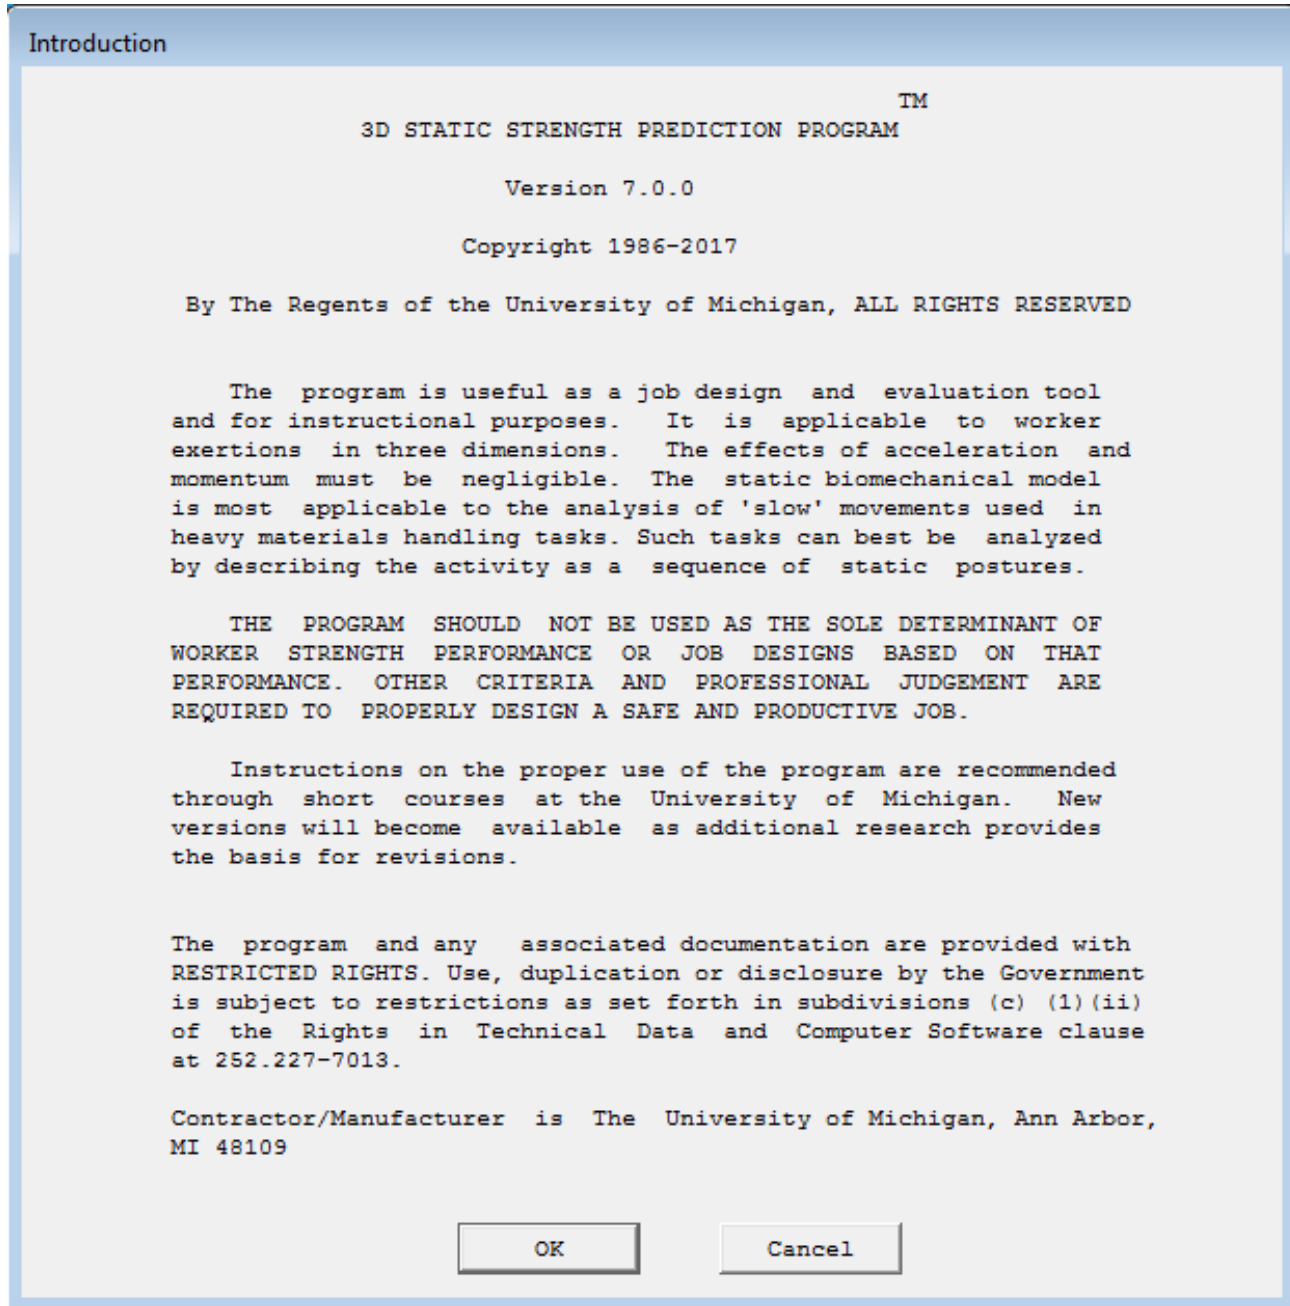 Introduction
TM
3D STATIC STRENGTH PREDICTION PROGRAM
Version 7.0.0
Copyright 1986-2017
By The Regents of the University of Michigan, ALL RIGHTS RESERVED
The program is useful as a job design and evaluation tool
and for instructional purposes. It is applicable to worker
exertions in three dimensions. The effects of acceleration and
momentum must be negligible. The static biomechanical model
is most applicable to the analysis of 'slow' movements used in
heavy materials handling tasks. Such tasks can best be analyzed
by describing the activity as a sequence of static postures.
THE PROGRAM SHOULD NOT BE USED AS THE SOLE DETERMINANT OF
WORKER STRENGTH PERFORMANCE OR JOB DESIGNS BASED ON THAT
PERFORMANCE. OTHER CRITERIA AND PROFESSIONAL JUDGEMENT ARE
REQUIRED TO PROPERLY DESIGN A SAFE AND PRODUCTIVE JOB.
Instructions on the proper use of the program are recommended
through short courses at the University of Michigan. New
versions will become available as additional research provides
the basis for revisions.
The program and any associated documentation are provided with
RESTRICTED RIGHTS. Use, duplication or disclosure by the Government
is subject to restrictions as set forth in subdivisions (c) (1)(ii)
of the Rights in Technical Data and Computer Software clause
at 252.227-7013.
Contractor/Manufacturer is The University of Michigan, Ann Arbor,
MI 48109
OK Cancel